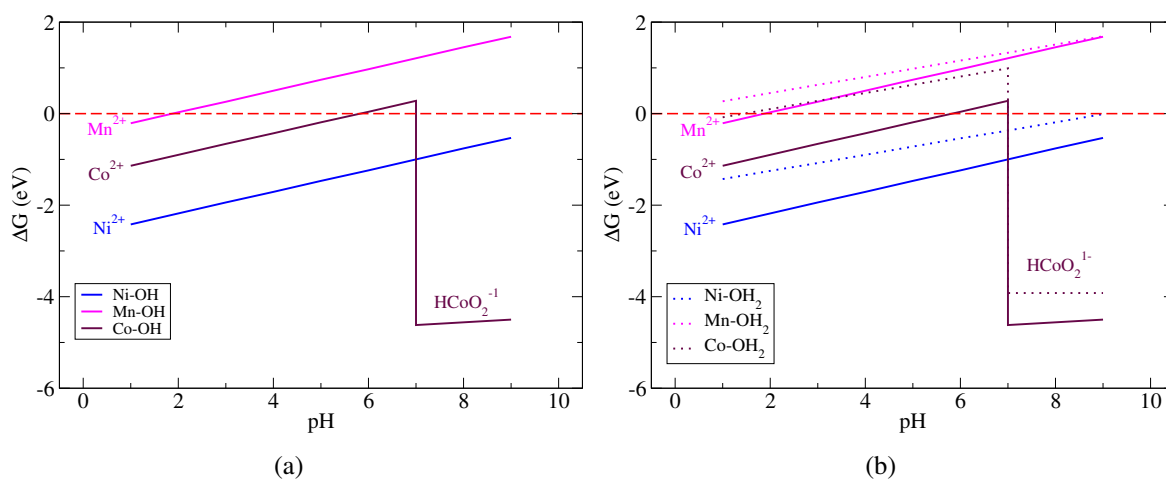 2
0
-2
-4
-6
ΔG (eV)
Mn²⁺
Co²⁺
Ni²⁺
HCoO₂⁻¹
Ni-OH
Mn-OH
Co-OH
0 2 4 6 8 10
pH
(a)
2
0
-2
-4
-6
ΔG (eV)
Mn²⁺
Co²⁺
Ni²⁺
HCoO₂¹⁻
Ni-OH₂
Mn-OH₂
Co-OH₂
0 2 4 6 8 10
pH
(b)